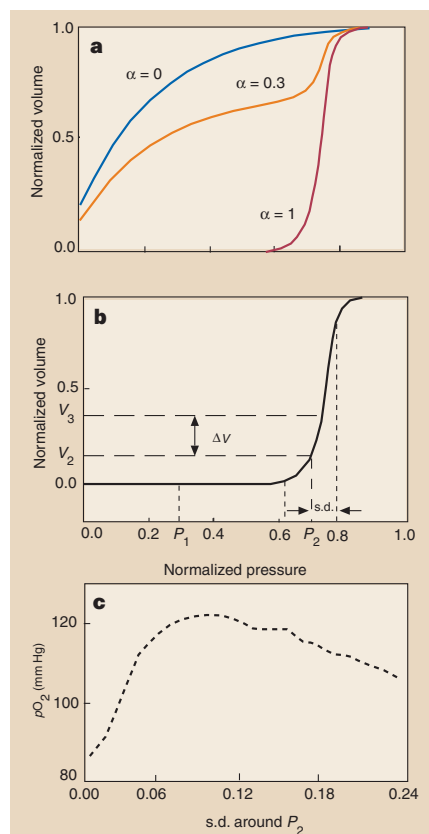 a
α = 0
α = 0.3
α = 1
Normalized volume
1.0
0.5
0.0
b
Normalized volume
1.0
0.5
V3
V2
0.0
ΔV
s.d.
0.0 0.2 P1 0.4 0.6 P2 0.8 1.0
Normalized pressure
c
pO2 (mm Hg)
120
100
80
0.00 0.06 0.12 0.18 0.24
s.d. around P2